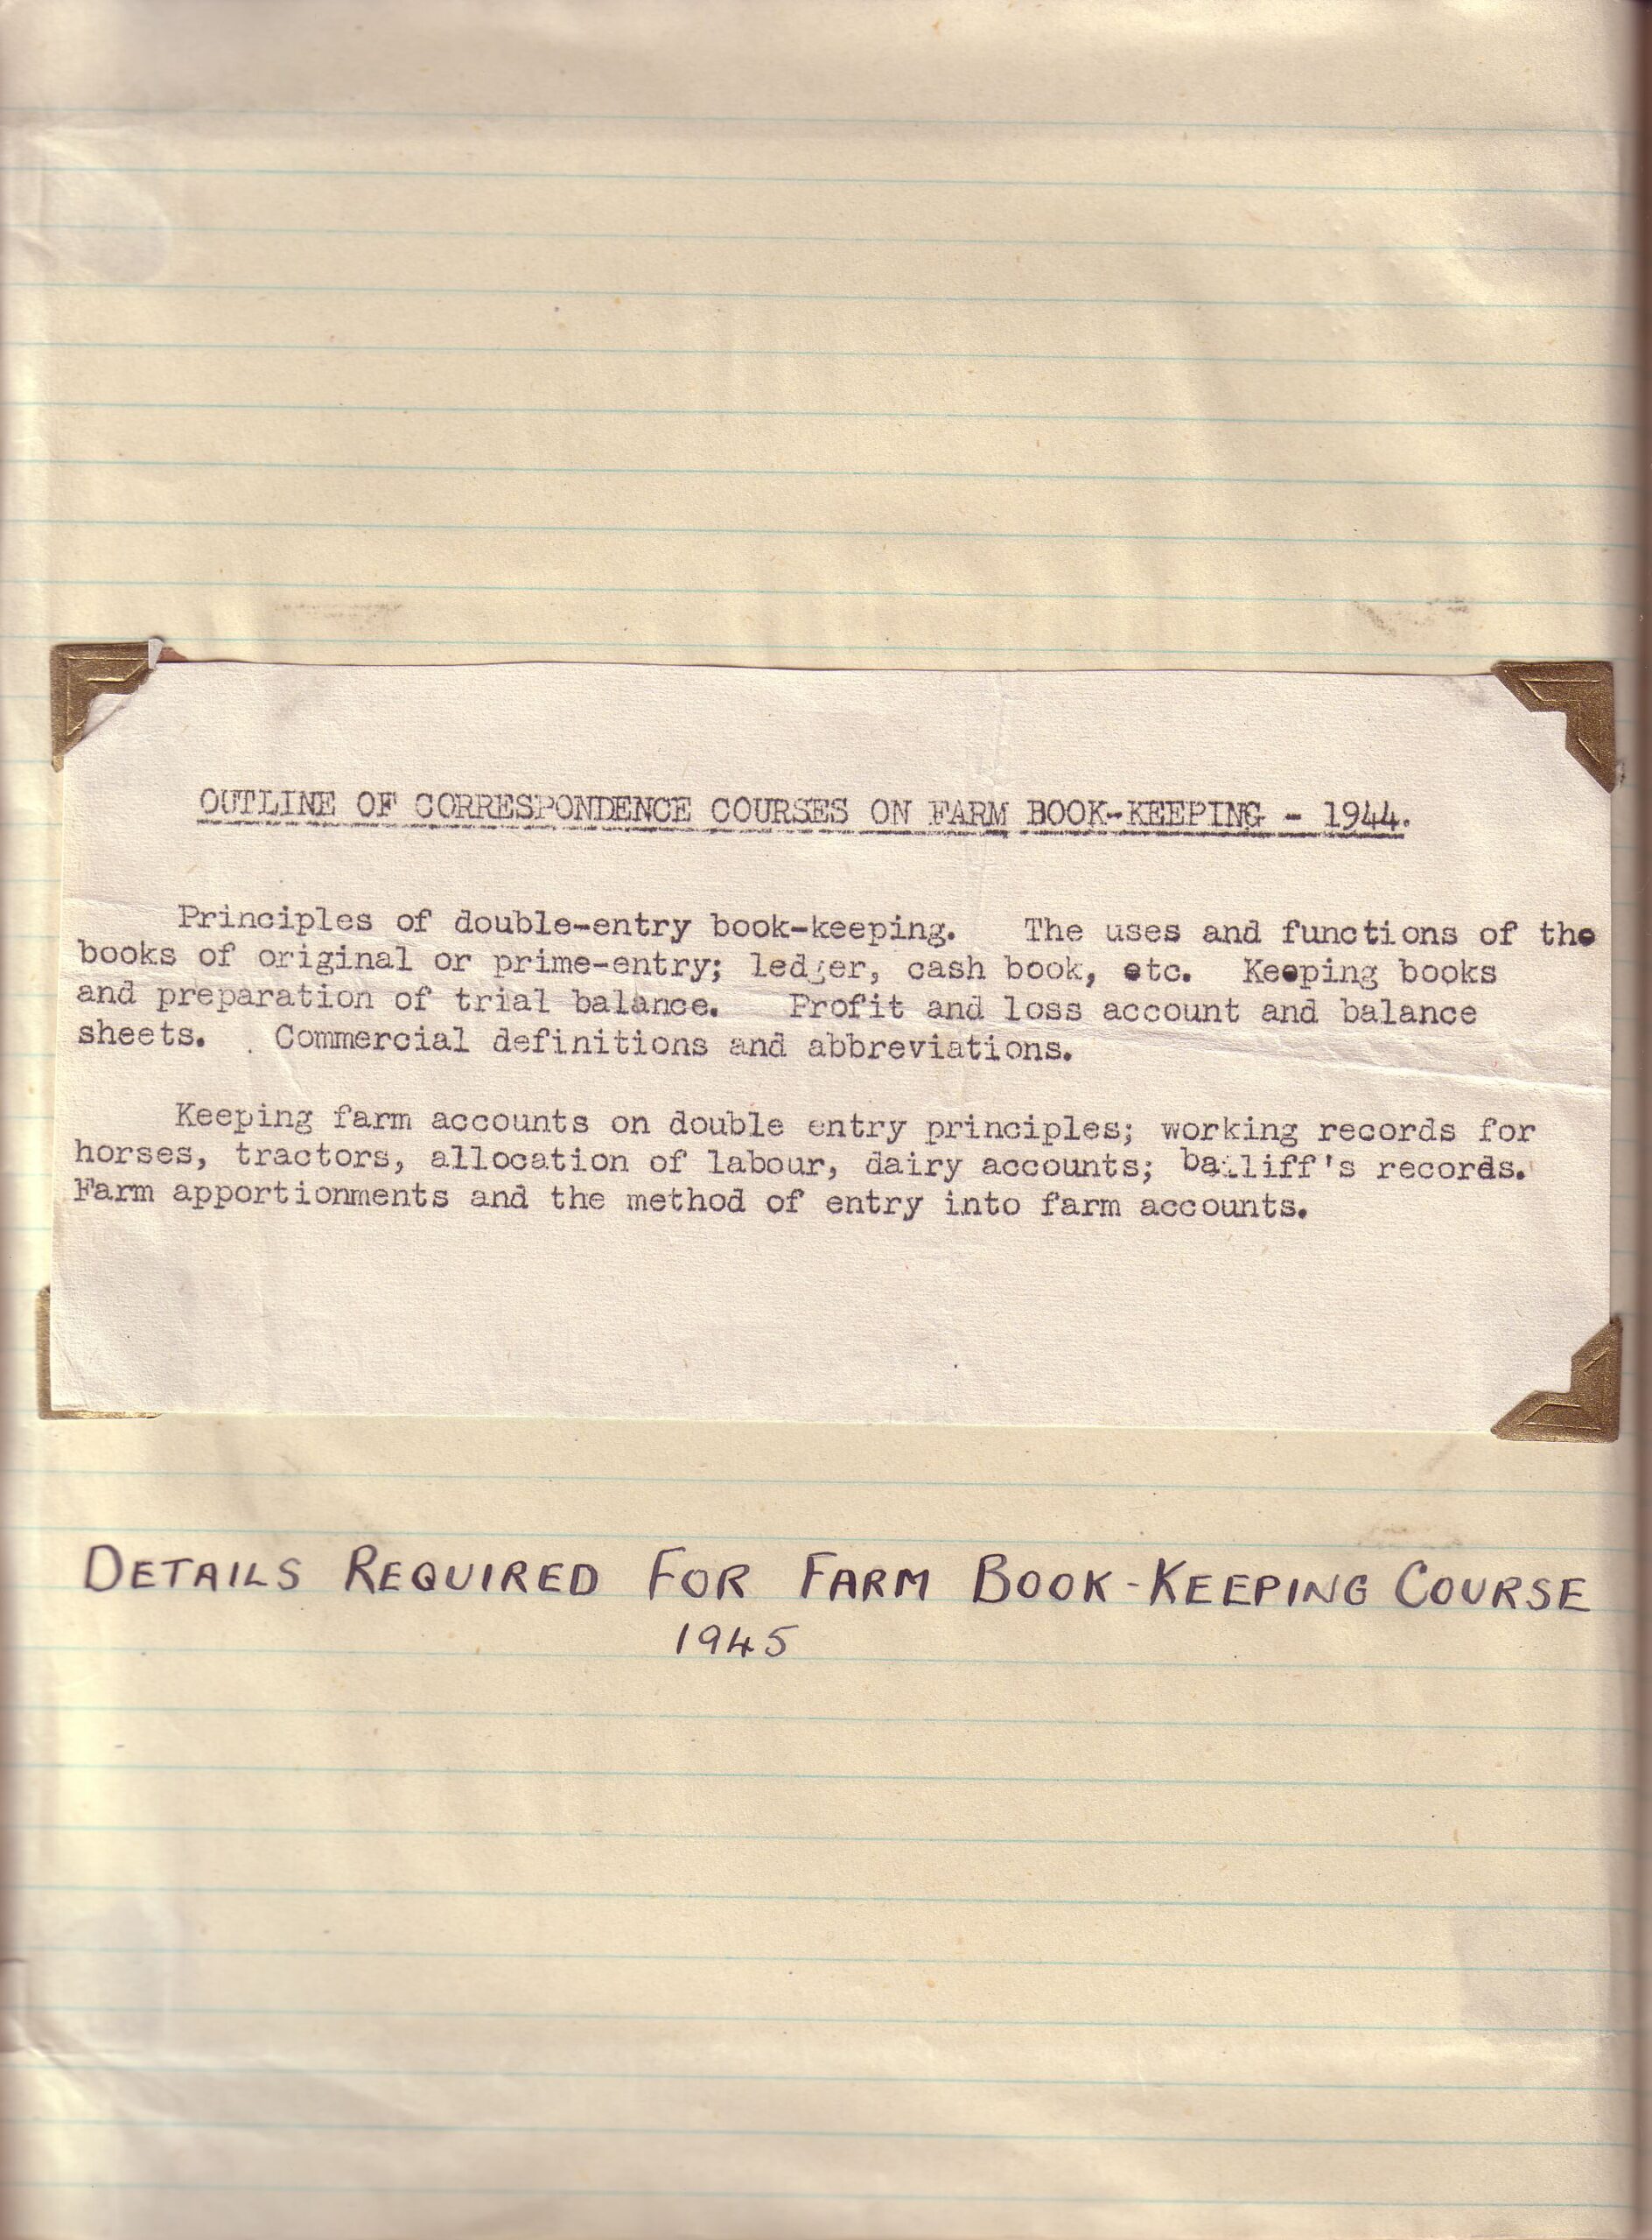 OUTLINE OF CORRESPONDENCE COURSES ON FARM BOOK-KEEPING - 1944.
Principles of double-entry book-keeping. The uses and functions of the
books of original or prime-entry; ledger, cash book, etc. Keeping books
and preparation of trial balance. Profit and loss account and balance
sheets. Commercial definitions and abbreviations.
Keeping farm accounts on double entry principles; working records for
horses, tractors, allocation of labour, dairy accounts; bailiff's records.
Farm apportionments and the method of entry into farm accounts.
DETAILS REQUIRED FOR FARM BOOK-KEEPING COURSE
1945